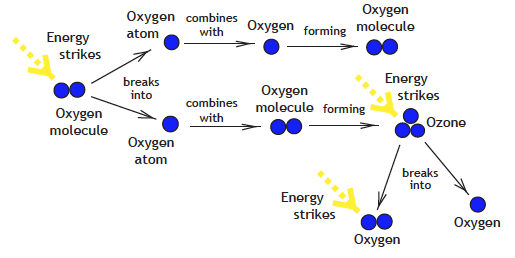 Energy
strikes
Oxygen
molecule
breaks
into
Oxygen
atom
combines
with
Oxygen
forming
Oxygen
molecule
Oxygen
atom
combines
with
Oxygen
molecule
forming
Energy
strikes
Ozone
breaks
into
Energy
strikes
Oxygen
Oxygen